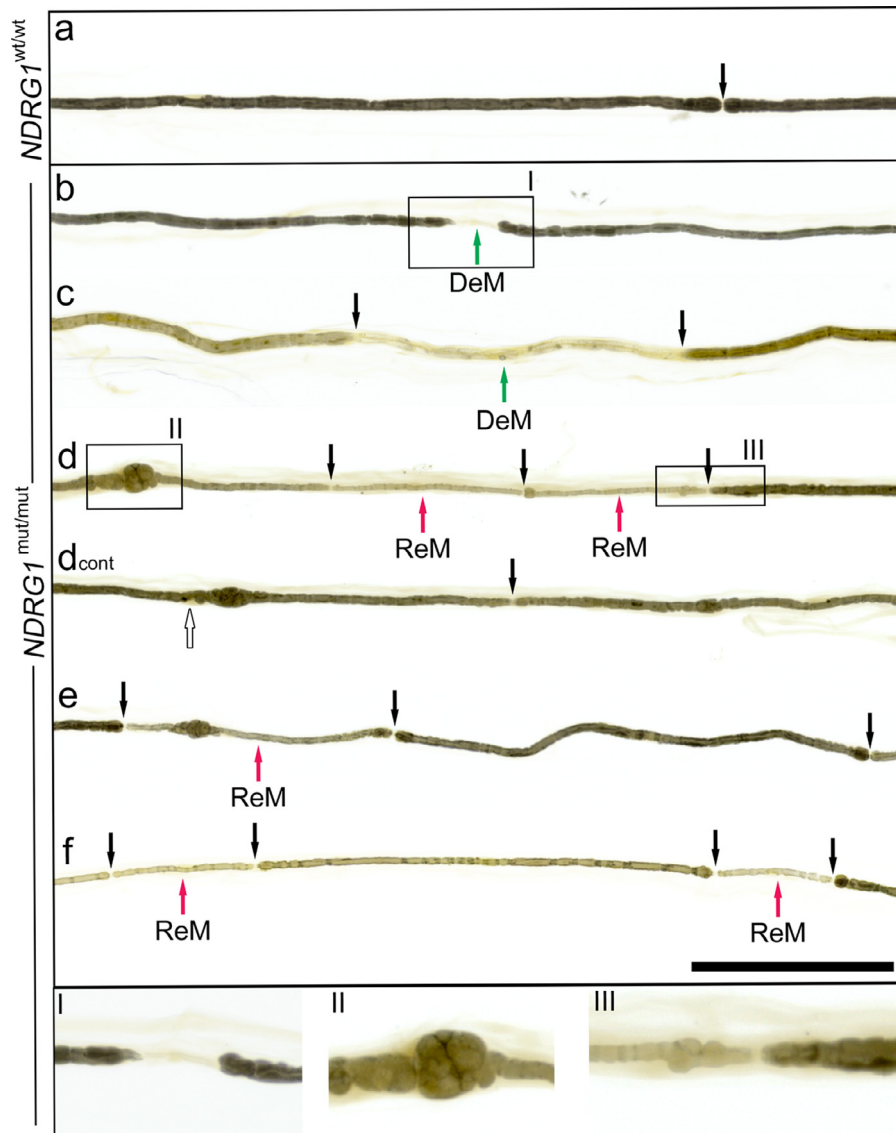 NDRG1wt/wt
a
b
I
DeM
c
DeM
NDRG1mut/mut
d
II
III
ReM
ReM
dcont
e
ReM
f
ReM
ReM
I
II
III